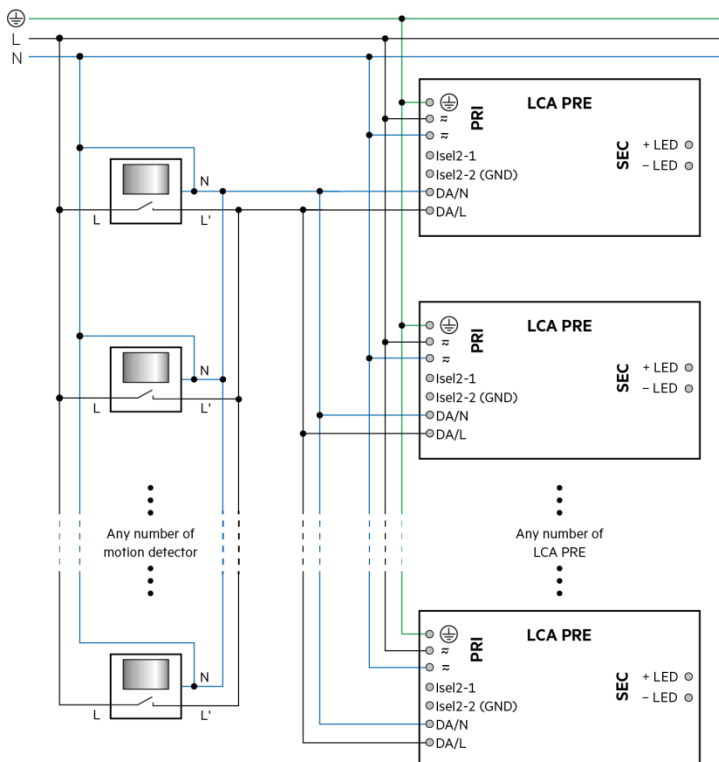 L
N
LCA PRE
PRI
≂
≂
Isel2-1
Isel2-2 (GND)
DA/N
DA/L
SEC
+ LED
– LED
N
L
L'
LCA PRE
PRI
≂
≂
Isel2-1
Isel2-2 (GND)
DA/N
DA/L
SEC
+ LED
– LED
N
L
L'
Any number of
motion detector
Any number of
LCA PRE
LCA PRE
PRI
≂
≂
Isel2-1
Isel2-2 (GND)
DA/N
DA/L
SEC
+ LED
– LED
N
L
L'